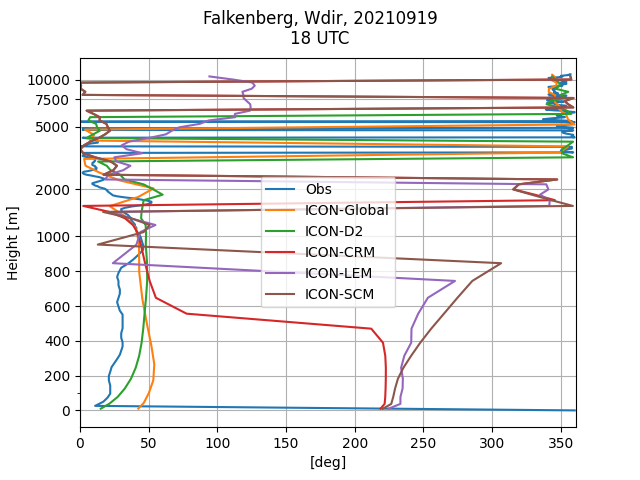 Falkenberg, Wdir, 20210919
18 UTC
10000
7500
5000
2000
1000
800
600
400
200
0
Height [m]
Obs
ICON-Global
ICON-D2
ICON-CRM
ICON-LEM
ICON-SCM
0 50 100 150 200 250 300 350
[deg]